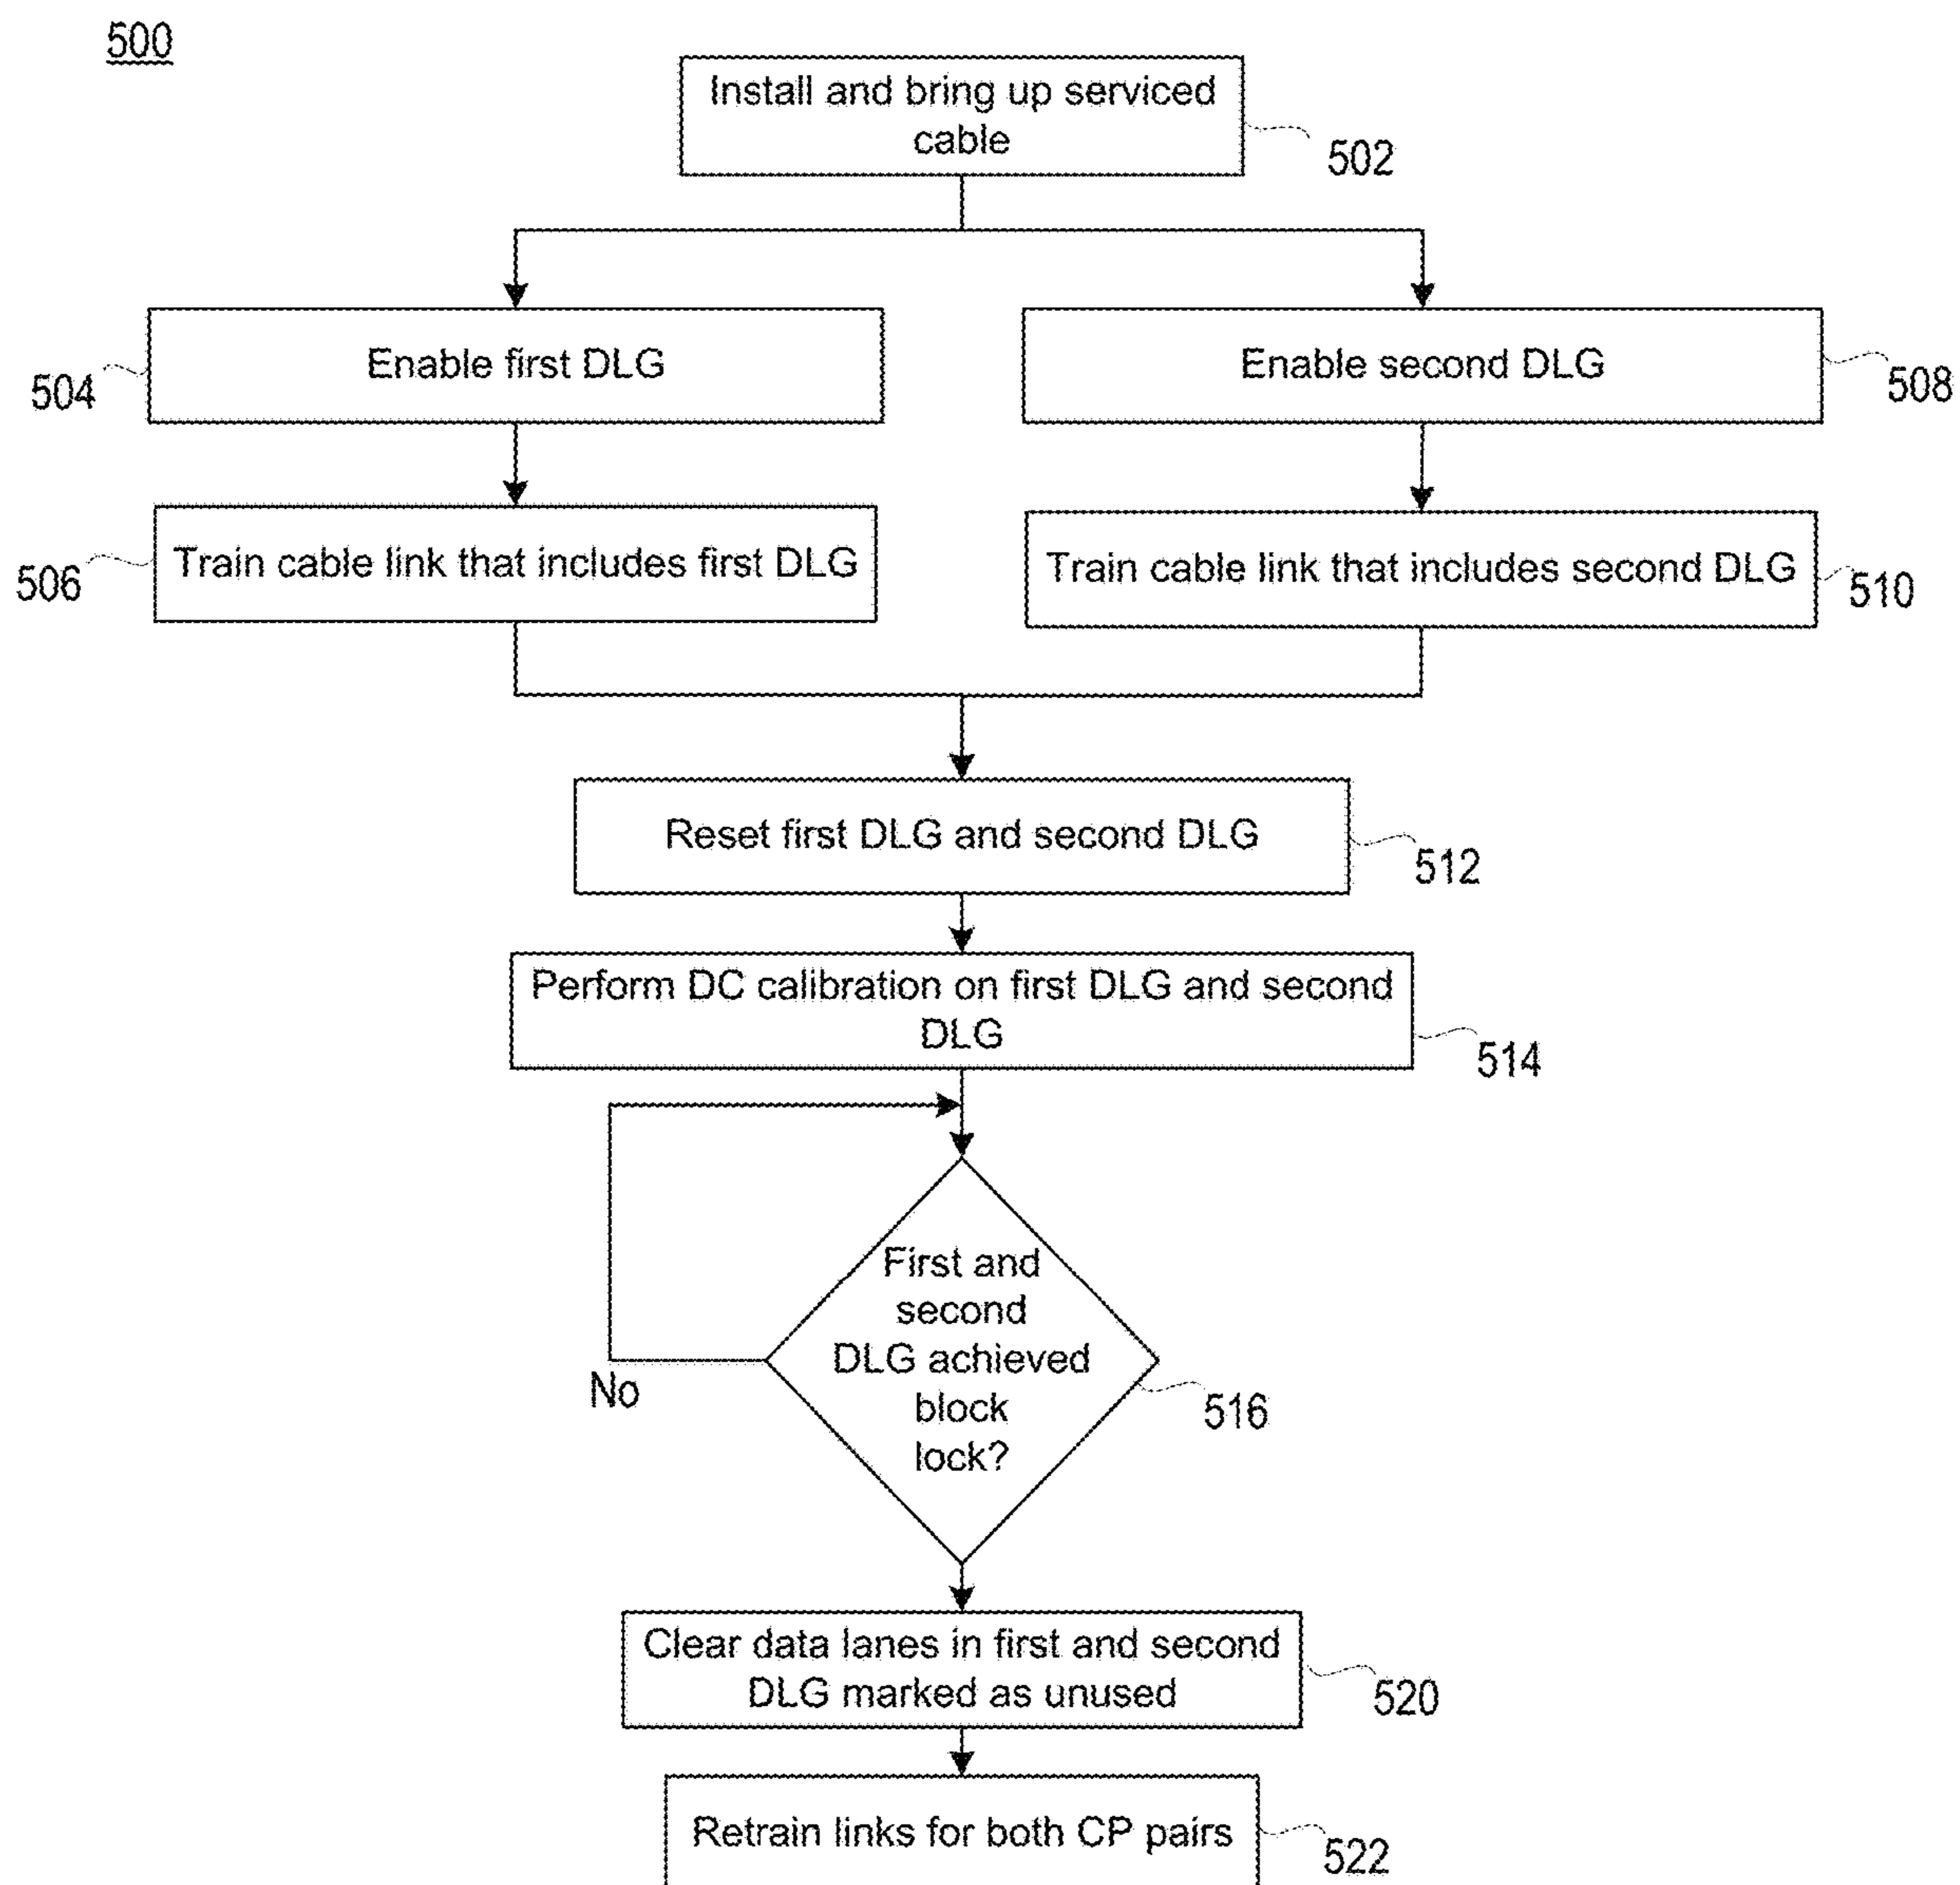 500
Install and bring up serviced
cable
502
Enable first DLG
504
Enable second DLG
508
Train cable link that includes first DLG
506
Train cable link that includes second DLG
510
Reset first DLG and second DLG
512
Perform DC calibration on first DLG and second
DLG
514
First and
second
DLG achieved
block
lock?
No
516
Clear data lanes in first and second
DLG marked as unused
520
Retrain links for both CP pairs
522